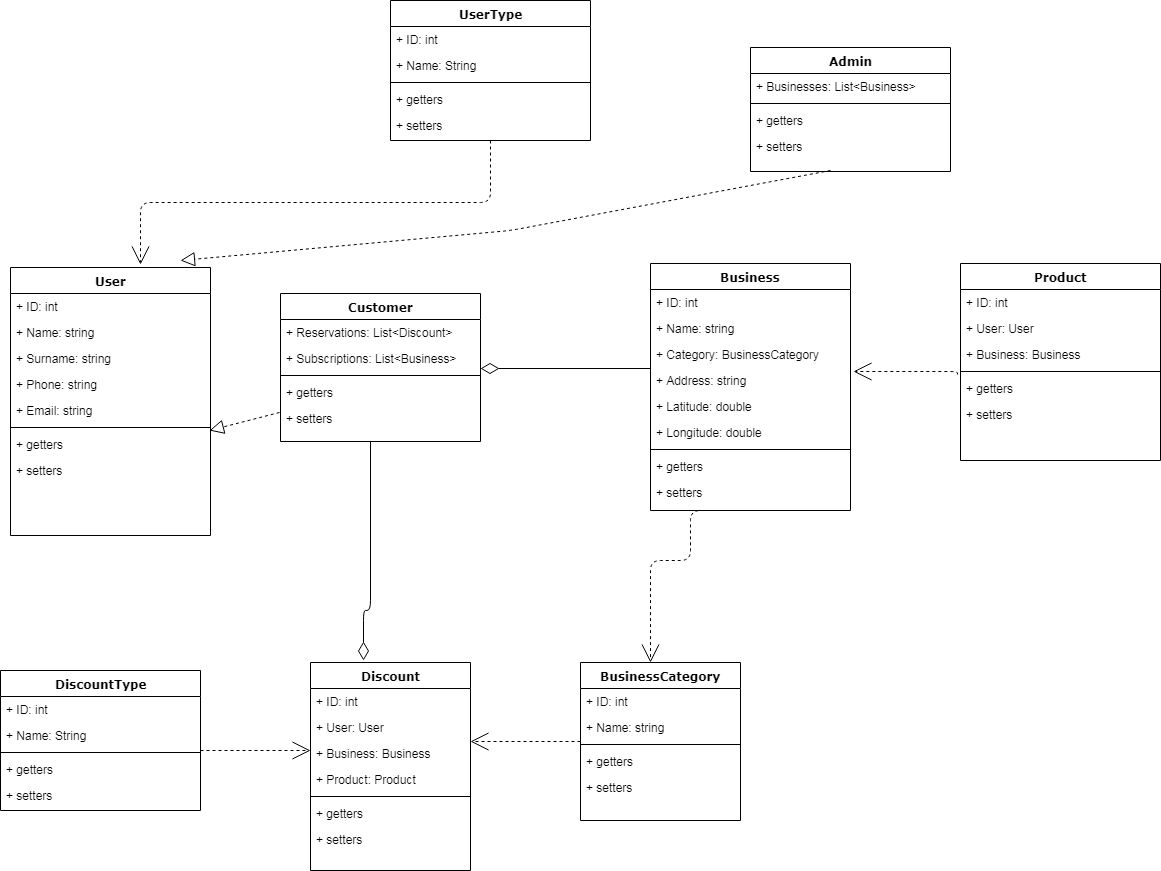 UserType
+ ID: int
+ Name: String
+ getters
+ setters
Admin
+ Businesses: List<Business>
+ getters
+ setters
User
+ ID: int
+ Name: string
+ Surname: string
+ Phone: string
+ Email: string
+ getters
+ setters
Customer
+ Reservations: List<Discount>
+ Subscriptions: List<Business>
+ getters
+ setters
Business
+ ID: int
+ Name: string
+ Category: BusinessCategory
+ Address: string
+ Latitude: double
+ Longitude: double
+ getters
+ setters
Product
+ ID: int
+ User: User
+ Business: Business
+ getters
+ setters
DiscountType
+ ID: int
+ Name: String
+ getters
+ setters
Discount
+ ID: int
+ User: User
+ Business: Business
+ Product: Product
+ getters
+ setters
BusinessCategory
+ ID: int
+ Name: string
+ getters
+ setters